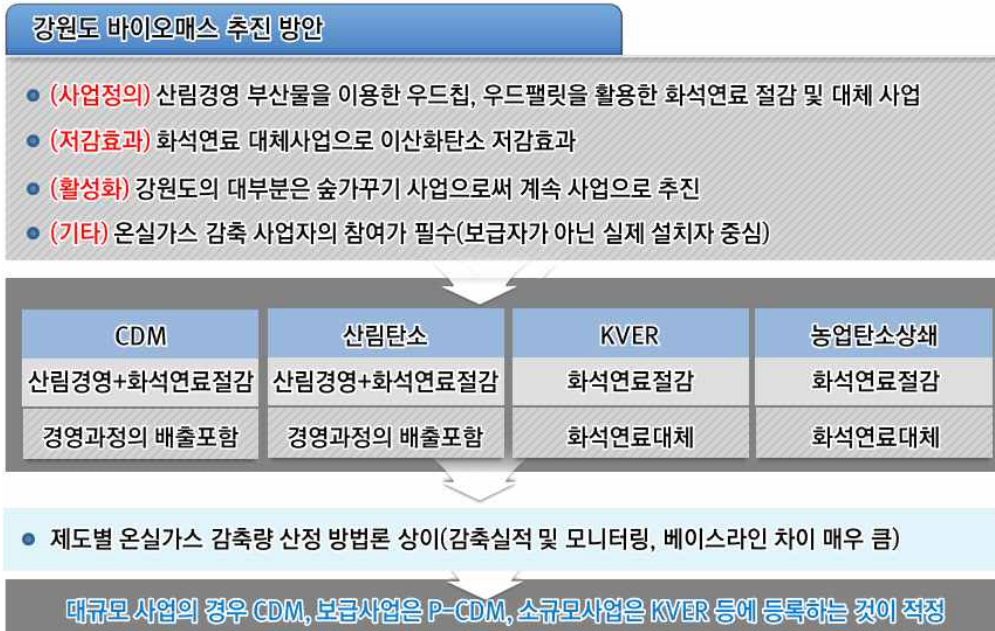 강원도 바이오매스 추진 방안
(사업정의) 산림경영 부산물을 이용한 우드칩, 우드팰릿을 활용한 화석연료 절감 및 대체 사업
(저감효과) 화석연료 대체사업으로 이산화탄소 저감효과
(활성화) 강원도의 대부분은 숲가꾸기 사업으로써 계속 사업으로 추진
(기타) 온실가스 감축 사업자의 참여가 필수(보급자가 아닌 실제 설치자 중심)
CDM 산림탄소 KVER 농업탄소상쇄
산림경영+화석연료절감 산림경영+화석연료절감 화석연료절감 화석연료절감
경영과정의 배출포함 경영과정의 배출포함 화석연료대체 화석연료대체
제도별 온실가스 감축량 산정 방법론 상이(감축실적 및 모니터링, 베이스라인 차이 매우 큼)
대규모 사업의 경우 CDM, 보급사업은 P-CDM, 소규모사업은 KVER 등에 등록하는 것이 적정